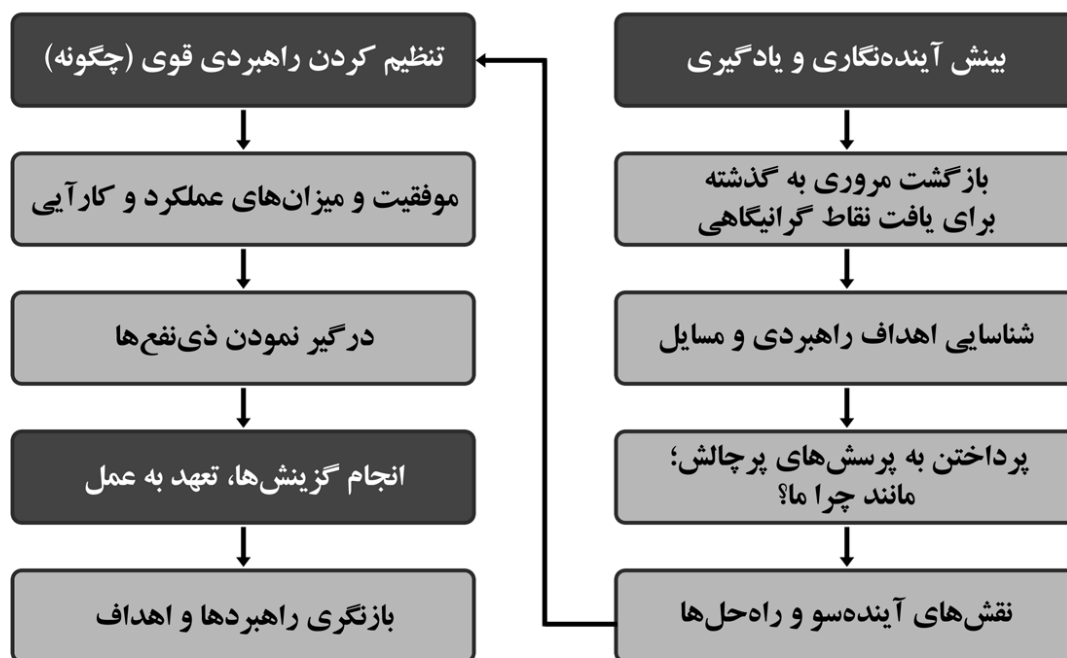 بینش آینده‌نگاری و یادگیری
بازگشت مروری به گذشته
برای یافت نقاط گرانیگاهی
شناسایی اهداف راهبردی و مسایل
پرداختن به پرسش‌های پرچالش؛
مانند چرا ما؟
نقش‌های آینده‌سو و راه‌حل‌ها
تنظیم کردن راهبردی قوی (چگونه)
موفقیت و میزان‌های عملکرد و کارآیی
درگیر نمودن ذی‌نفع‌ها
انجام گزینش‌ها، تعهد به عمل
بازنگری راهبردها و اهداف